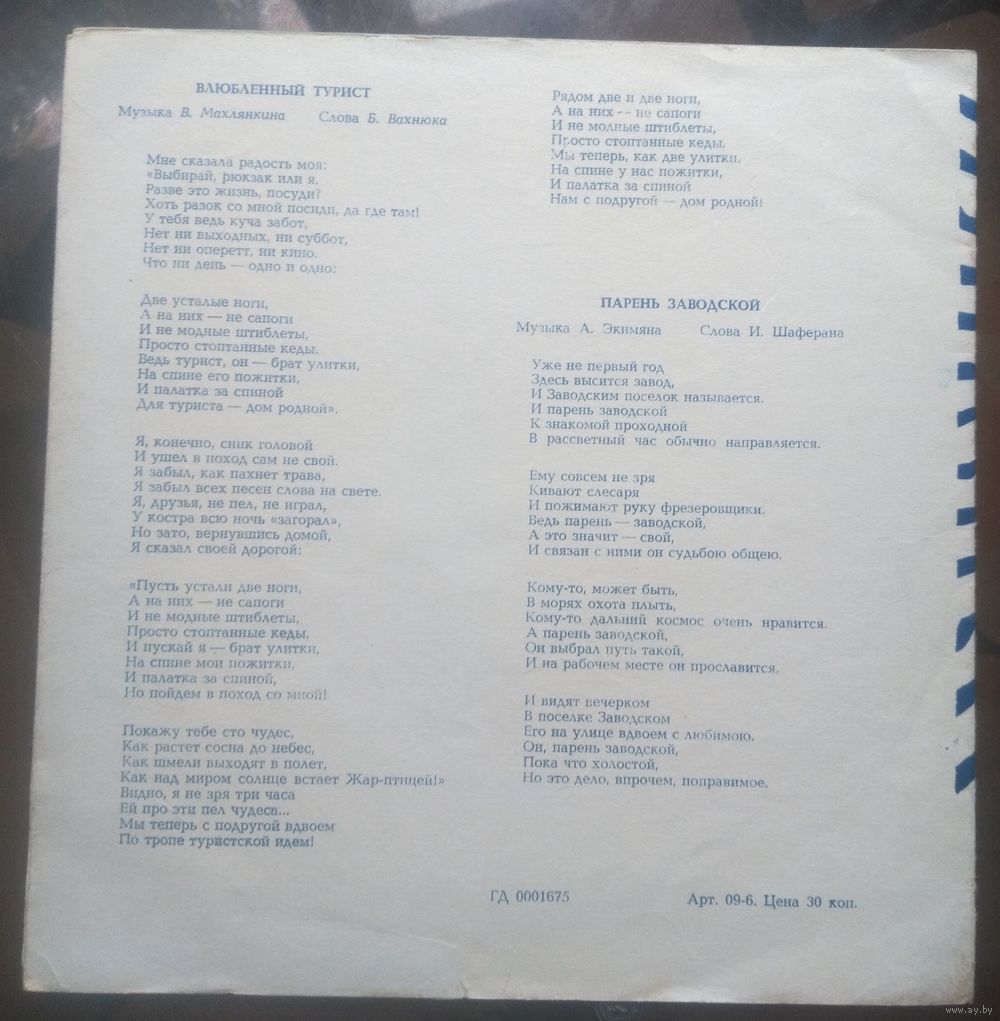 ВЛЮБЛЕННЫЙ ТУРИСТ
Музыка В. Махлянкина Слова Б. Вахнюка
Мне сказала радость моя:
«Выбирай, рюкзак или я.
Разве это жизнь, посуди?
Хоть разок со мной посиди, да где там!
У тебя ведь куча забот,
Нет ни выходных, ни суббот,
Нет ни оперетт, ни кино.
Что ни день — одно и одно:
Две усталые ноги,
А на них — не сапоги
И не модные штиблеты,
Просто стоптанные кеды.
Ведь турист, он — брат улитки,
На спине его пожитки,
И палатка за спиной
Для туриста — дом родной».
Я, конечно, сник головой
И ушел в поход сам не свой.
Я забыл, как пахнет трава,
Я забыл всех песен слова на свете.
Я, друзья, не пел, не играл,
У костра всю ночь «загорал»,
Но зато, вернувшись домой,
Я сказал своей дорогой:
«Пусть устали две ноги,
А на них — не сапоги
И не модные штиблеты,
Просто стоптанные кеды.
И пускай я — брат улитки,
На спине мои пожитки,
И палатка за спиной,
Но пойдем в поход со мной!
Покажу тебе сто чудес,
Как растет сосна до небес,
Как шмели выходят в полет,
Как над миром солнце встает Жар-птицей!»
Видно, я не зря три часа
Ей про эти пел чудеса...
Мы теперь с подругой вдвоем
По тропе туристской идем!
Рядом две и две ноги,
А на них — не сапоги
И не модные штиблеты,
Просто стоптанные кеды.
Мы теперь, как две улитки,
На спине у нас пожитки,
И палатка за спиной
Нам с подругой — дом родной!
ПАРЕНЬ ЗАВОДСКОЙ
Музыка А. Экимяна Слова И. Шаферана
Уже не первый год
Здесь высится завод,
И Заводским поселок называется.
И парень заводской
К знакомой проходной
В рассветный час обычно направляется.
Ему совсем не зря
Кивают слесаря
И пожимают руку фрезеровщики.
Ведь парень — заводской,
А это значит — свой,
И связан с ними он судьбою общею.
Кому-то, может быть,
В морях охота плыть,
Кому-то дальний космос очень нравится.
А парень заводской,
Он выбрал путь такой,
И на рабочем месте он прославится.
И видят вечерком
В поселке Заводском
Его на улице вдвоем с любимою.
Он, парень заводской,
Пока что холостой,
Но это дело, впрочем, поправимое.
ГД 0001675 Арт. 09-6. Цена 30 коп.
www.ay.by